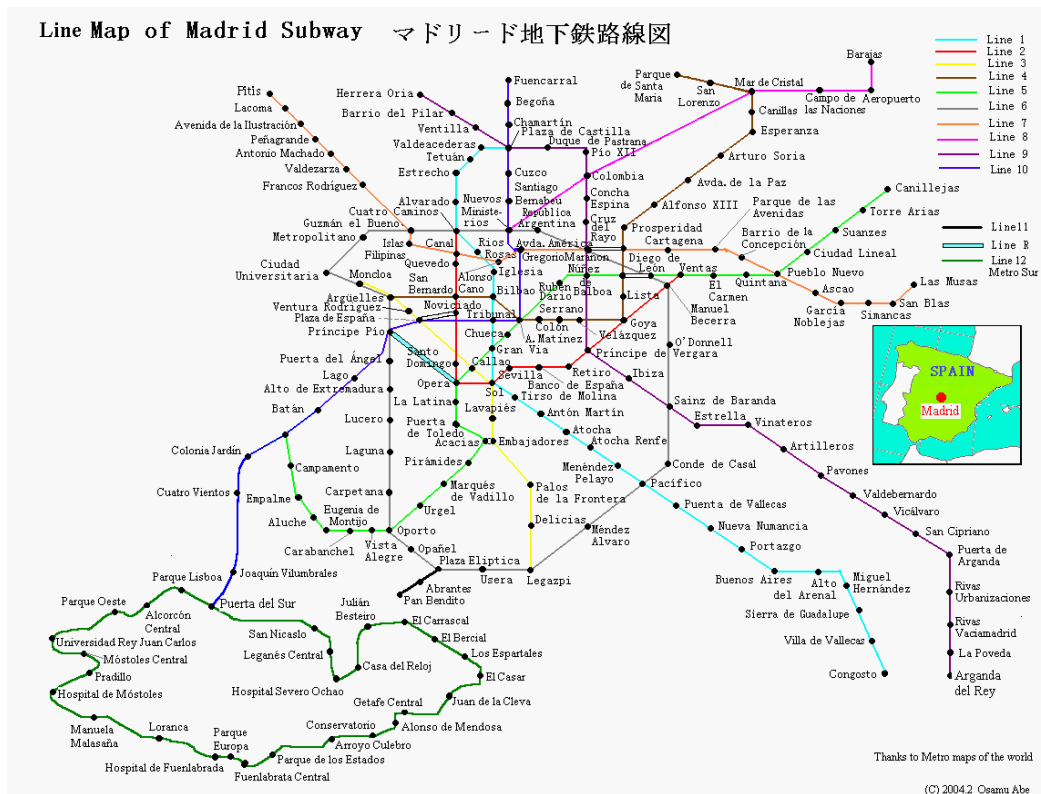 Line Map of Madrid Subway マドリード地下鉄路線図
Line 1
Line 2
Line 3
Line 4
Line 5
Line 6
Line 7
Line 8
Line 9
Line 10
Line11
Line R
Line 12
Metro Sur
Barajas
Parque
de Santa
Maria
San
Lorenzo
Mar de Cristal
Campo de
las Naciones
Aeropuerto
Canillas
Esperanza
Arturo Soria
Avda. de la Paz
Alfonso XIII
Prosperidad
Fuencarral
Begoña
Chamartín
Plaza de Castilla
Duque de Pastrana
Pío XII
Colombia
Concha
Espina
Cruz
del
Rayo
Herrera Oria
Barrio del Pilar
Ventilla
Valdeacederas
Tetuán
Estrecho
Alvarado
Cuzco
Santiago
Bernabeu
Nuevos
Ministe-
rios
República
Argentina
Pitis
Lacoma
Avenida de la Ilustración
Peñagrande
Antonio Machado
Valdezarza
Francos Rodríguez
Cuatro
Caminos
Guzmán el Bueno
Metropolitano
Ciudad
Universitaria
Islas
Filipinas
Canal
Rios
Rosas
Avda. América
Gregorio Marañon
Cartagena
Parque de las
Avenidas
Barrio de la
Concepción
Canillejas
Torre Arias
Suanzes
Ciudad Lineal
Pueblo Nuevo
Quintana
El
Carmen
Ventas
Diego de
León
Núñez
de
Balboa
Rubén
Darío
Ascao
García
Noblejas
Simancas
San Blas
Las Musas
Manuel
Becerra
Lista
Goya
Velázquez
Serrano
Colón
A. Matínez
Moncloa
Argüelles
Ventura Rodriguez
Plaza de España
Príncipe Pío
Quevedo
San
Bernardo
Noviciado
Alonso
Cano
Iglesia
Bilbao
Tribunal
Chueca
Gran Via
Callao
Santo
Domingo
Opera
Sol
Sevilla
Banco de España
Retiro
Príncipe de Vergara
O'Donnell
Ibiza
Sainz de Baranda
Estrella
Vinateros
Artilleros
Pavones
Valdebernardo
Vicálvaro
San Cipriano
Puerta de
Arganda
Rivas
Urbanizaciones
Rivas
Vaciamadrid
La Poveda
Arganda
del Rey
Puerta del Ángel
Lago
Alto de Extremadura
Batán
Lucero
Laguna
Carpetana
Colonia Jardín
Cuatro Vientos
Joaquín Vilumbrales
Puerta del Sur
Campamento
Empalme
Aluche
Eugenia de
Montijo
Carabanchel
Vista
Alegre
Oporto
Urgel
Marqués
de Vadillo
Pirámides
Acacias
Puerta
de Toledo
La Latina
Lavapiés
Embajadores
Tirso de Molina
Antón Martín
Atocha
Atocha Renfe
Menéndez
Pelayo
Pacífico
Conde de Casal
Puenta de Vallecas
Nueva Numancia
Portazgo
Buenos Aires
Alto
del Arenal
Miguel
Hernández
Sierra de Guadalupe
Villa de Vallecas
Congosto
Palos
de la Frontera
Delicias
Méndez
Alvaro
Legazpi
Usera
Plaza Eliptica
Opañel
Abrantes
Pan Bendito
Parque Lisboa
Parque Oeste
Alcorcón
Central
Universidad Rey Juan Carlos
Móstoles Central
Pradillo
Hospital de Móstoles
Manuela
Malasaña
Loranca
Hospital de Fuenlabrada
Parque
Europa
Fuenlabrata Central
Parque de los Estados
Arroyo Culebro
Conservatorio
Alonso de Mendosa
Getafe Central
Juan de la Cleva
El Casar
Los Espartales
El Bercial
El Carrascal
Julián
Besteiro
Casa del Reloj
Hospital Severo Ochao
Leganés Central
San Nicaslo
SPAIN
Madrid
Thanks to Metro maps of the world
(C) 2004.2 Osamu Abe